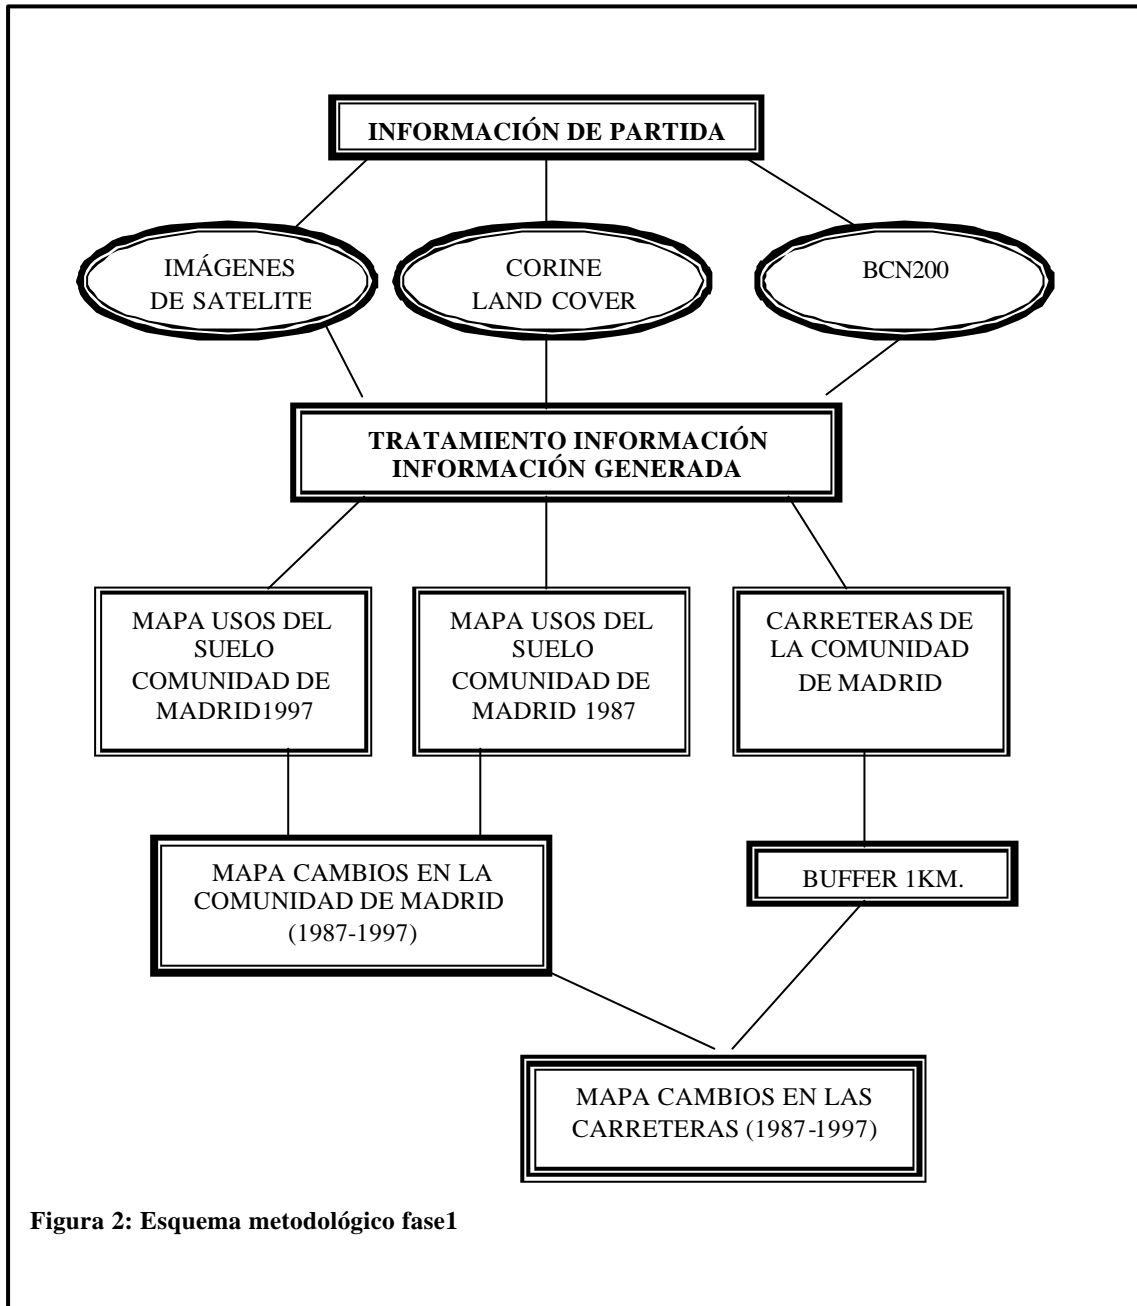 INFORMACIÓN DE PARTIDA
IMÁGENES
DE SATELITE
CORINE
LAND COVER
BCN200
TRATAMIENTO INFORMACIÓN
INFORMACIÓN GENERADA
MAPA USOS DEL
SUELO
COMUNIDAD DE
MADRID1997
MAPA USOS DEL
SUELO
COMUNIDAD DE
MADRID 1987
CARRETERAS DE
LA COMUNIDAD
DE MADRID
MAPA CAMBIOS EN LA
COMUNIDAD DE MADRID
(1987-1997)
BUFFER 1KM.
MAPA CAMBIOS EN LAS
CARRETERAS (1987-1997)
Figura 2: Esquema metodológico fase1